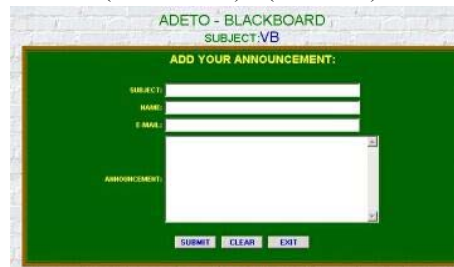 ADETO - BLACKBOARD
SUBJECT:VB
ADD YOUR ANNOUNCEMENT:
SUBJECT:
NAME:
E-MAIL:
ANNOUNCEMENT:
SUBMIT CLEAR EXIT